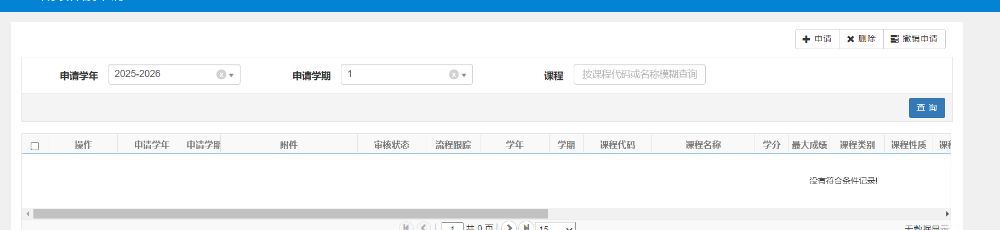 申请 删除 撤销申请
申请学年 2025-2026 申请学期 1 课程 按课程代码或名称模糊查询
查 询
操作 申请学年 申请学期 附件 审核状态 流程跟踪 学年 学期 课程代码 课程名称 学分 最大成绩 课程类别 课程性质 课
没有符合条件记录!
1 共 0 页 15 无数据显示